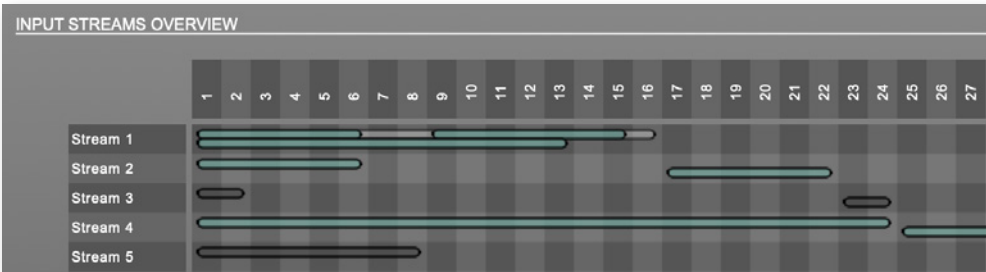 INPUT STREAMS OVERVIEW
1 2 3 4 5 6 7 8 9 10 11 12 13 14 15 16 17 18 19 20 21 22 23 24 25 26 27
Stream 1
Stream 2
Stream 3
Stream 4
Stream 5